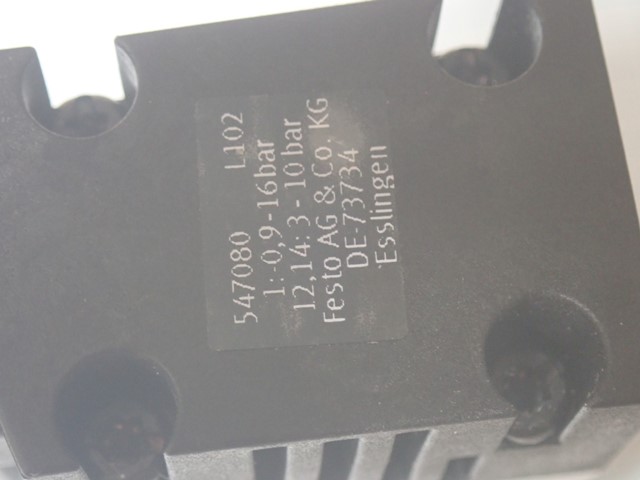 547080 L102
1:-0,9-16bar
12,14:3-10bar
Festo AG & Co. KG
DE-73734
Esslingen